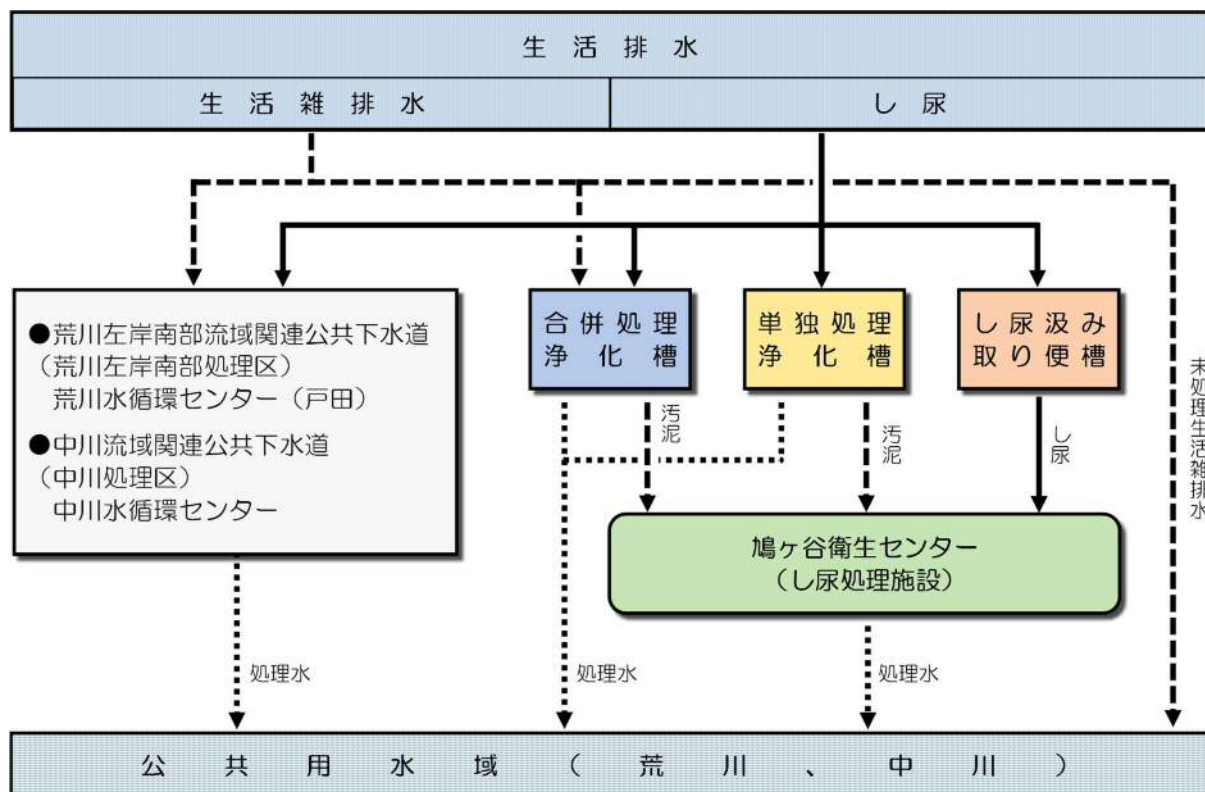 生活排水
生活雑排水
し尿
●荒川左岸南部流域関連公共下水道
（荒川左岸南部処理区）
荒川水循環センター（戸田）
●中川流域関連公共下水道
（中川処理区）
中川水循環センター
合併処理
浄化槽
単独処理
浄化槽
し尿汲み
取り便槽
汚泥
汚泥
し尿
未処理生活雑排水
鳩ヶ谷衛生センター
（し尿処理施設）
処理水
処理水
処理水
公共用水域（荒川、中川）